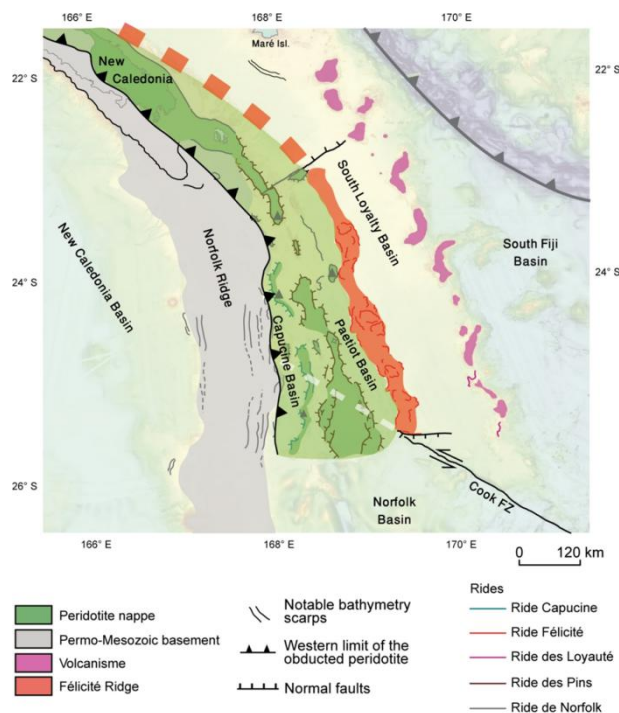 166° E
168° E
170° E
22° S
22° S
New
Caledonia
Maré Isl.
South Loyalty Basin
South Fiji
Basin
24° S
24° S
New Caledonia Basin
Norfolk Ridge
Capucine Basin
Paetiot Basin
26° S
Norfolk
Basin
Cook FZ
166° E
168° E
170° E
0 120 km
Peridotite nappe
Permo-Mesozoic basement
Volcanisme
Félicité Ridge
Notable bathymetry
scarps
Western limit of the
obducted peridotite
Normal faults
Rides
Ride Capucine
Ride Félicité
Ride des Loyauté
Ride des Pins
Ride de Norfolk